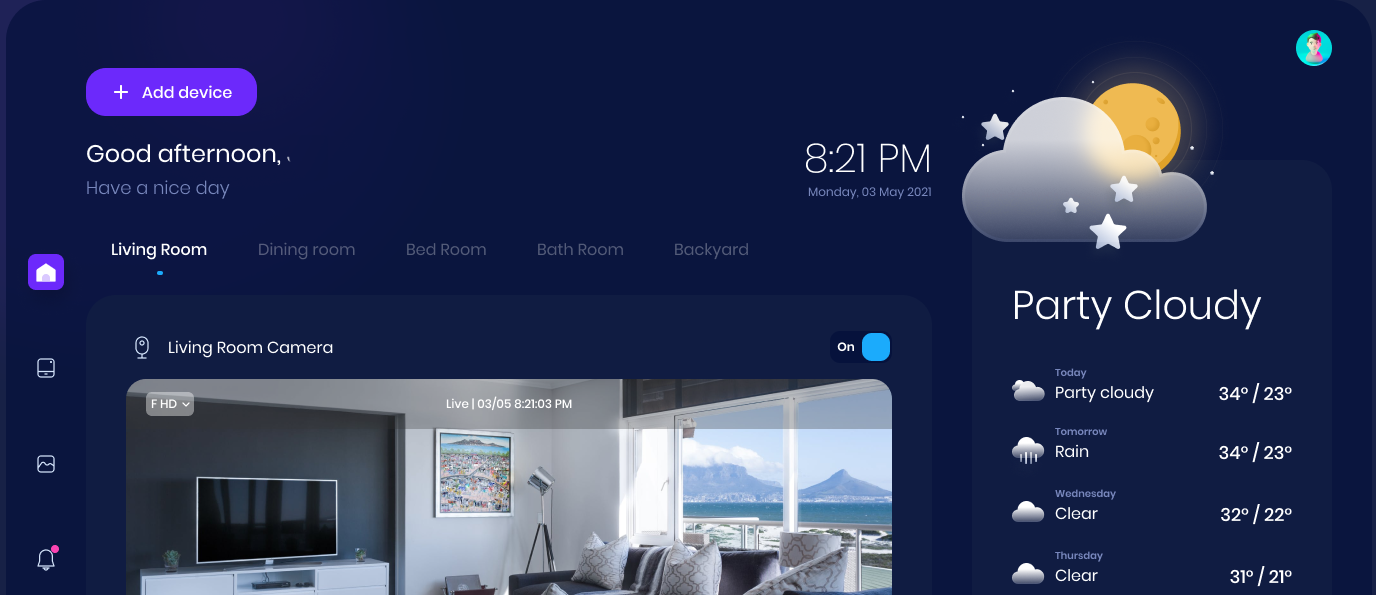 Add device
Good afternoon,
Have a nice day
8:21 PM
Monday, 03 May 2021
Living Room
Dining room
Bed Room
Bath Room
Backyard
Living Room Camera
On
F HD
Live | 03/05 8:21:03 PM
Party Cloudy
Today
Party cloudy
34° / 23°
Tomorrow
Rain
34° / 23°
Wednesday
Clear
32° / 22°
Thursday
Clear
31° / 21°